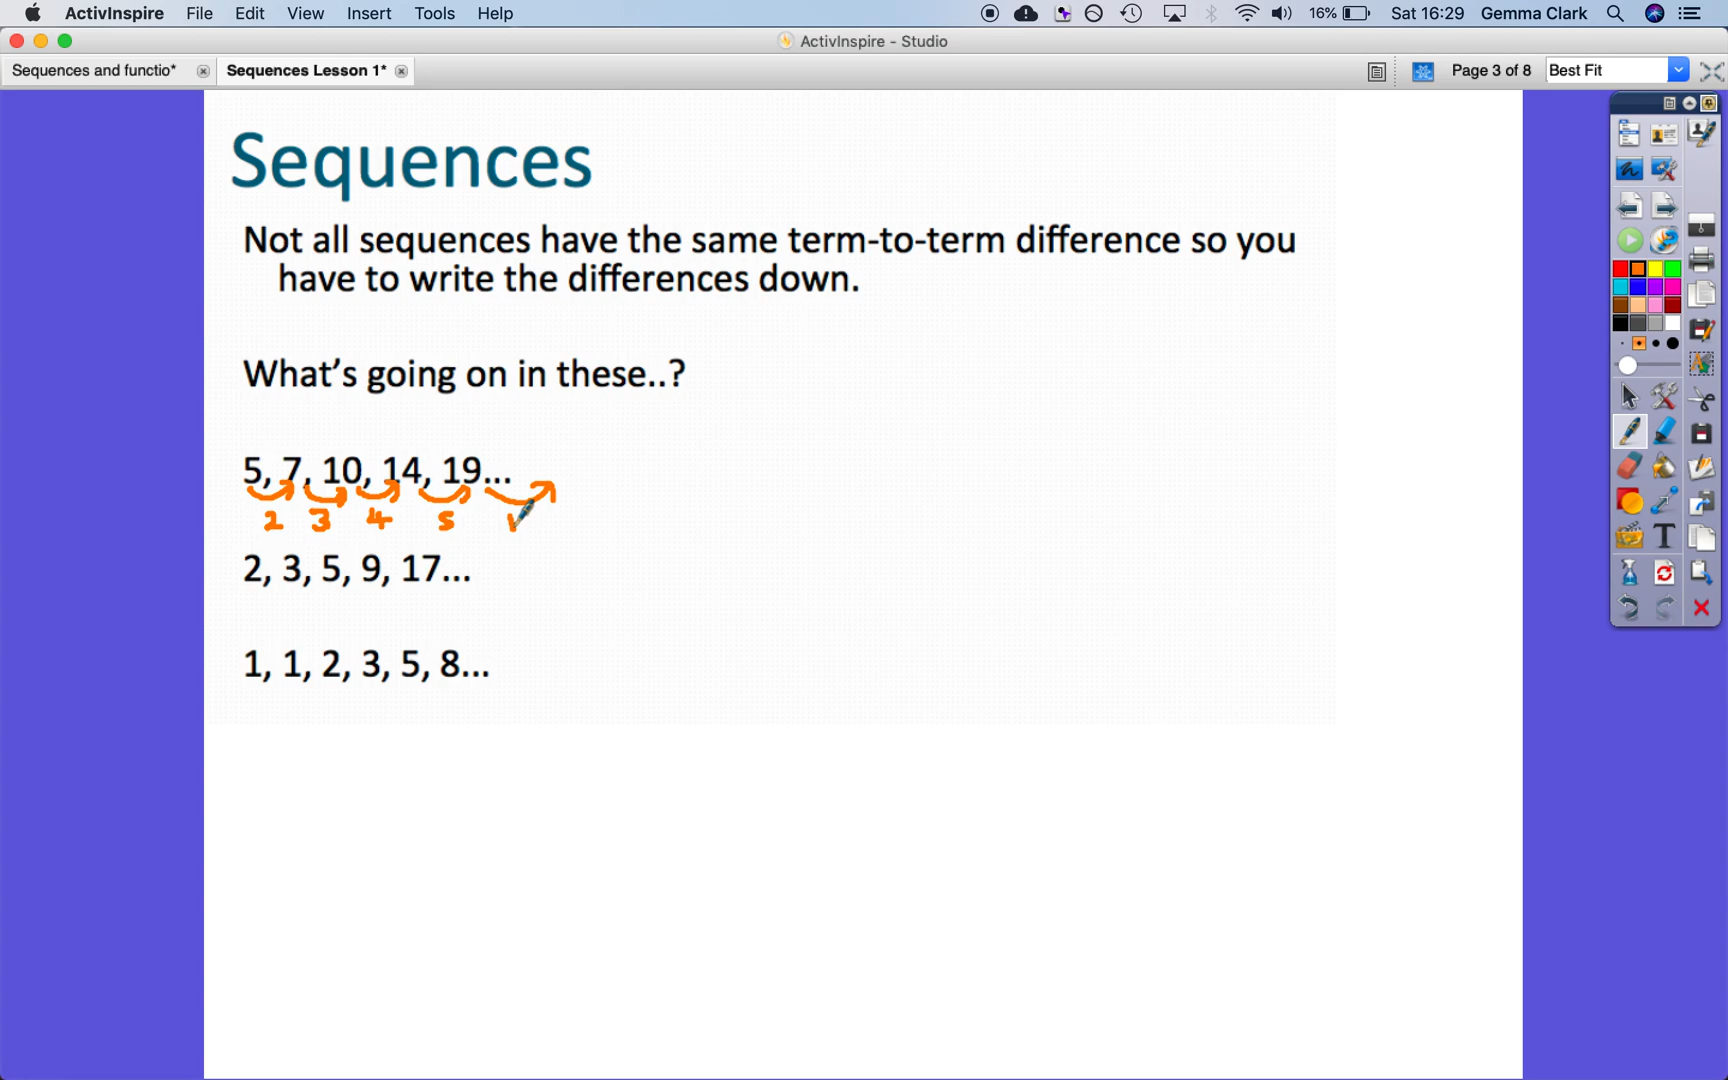 ActivInspire File Edit View Insert Tools Help 16% Sat 16:29 Gemma Clark
ActivInspire - Studio
Sequences and functio* Sequences Lesson 1* Page 3 of 8 Best Fit
Sequences
Not all sequences have the same term-to-term difference so you
have to write the differences down.
What's going on in these..?
5, 7, 10, 14, 19...
2 3 4 5
2, 3, 5, 9, 17...
1, 1, 2, 3, 5, 8...